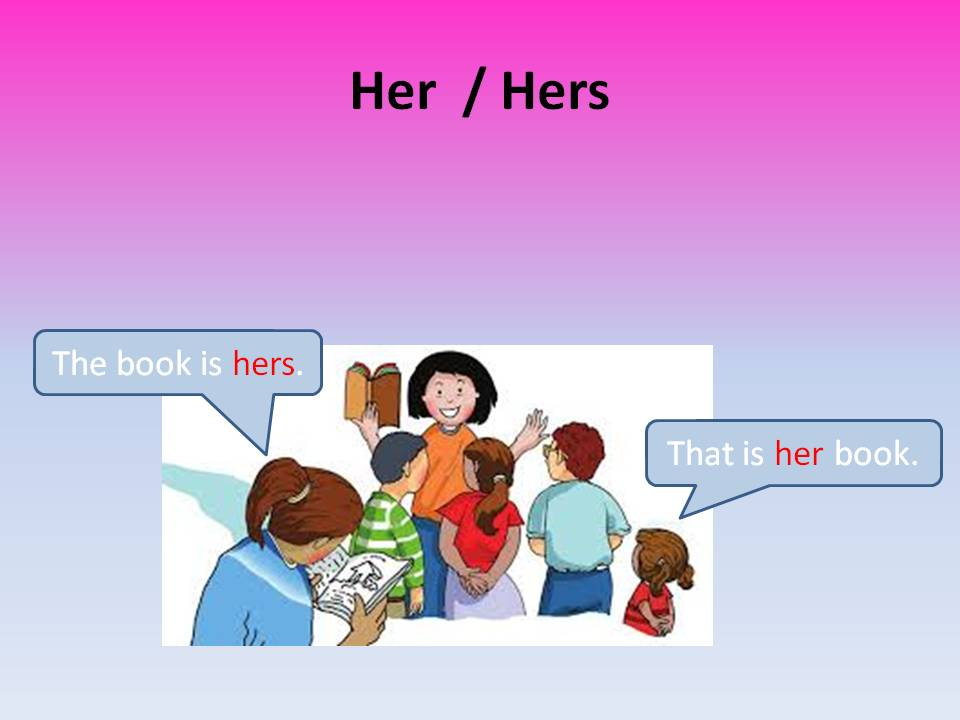 Her / Hers
The book is hers.
That is her book.